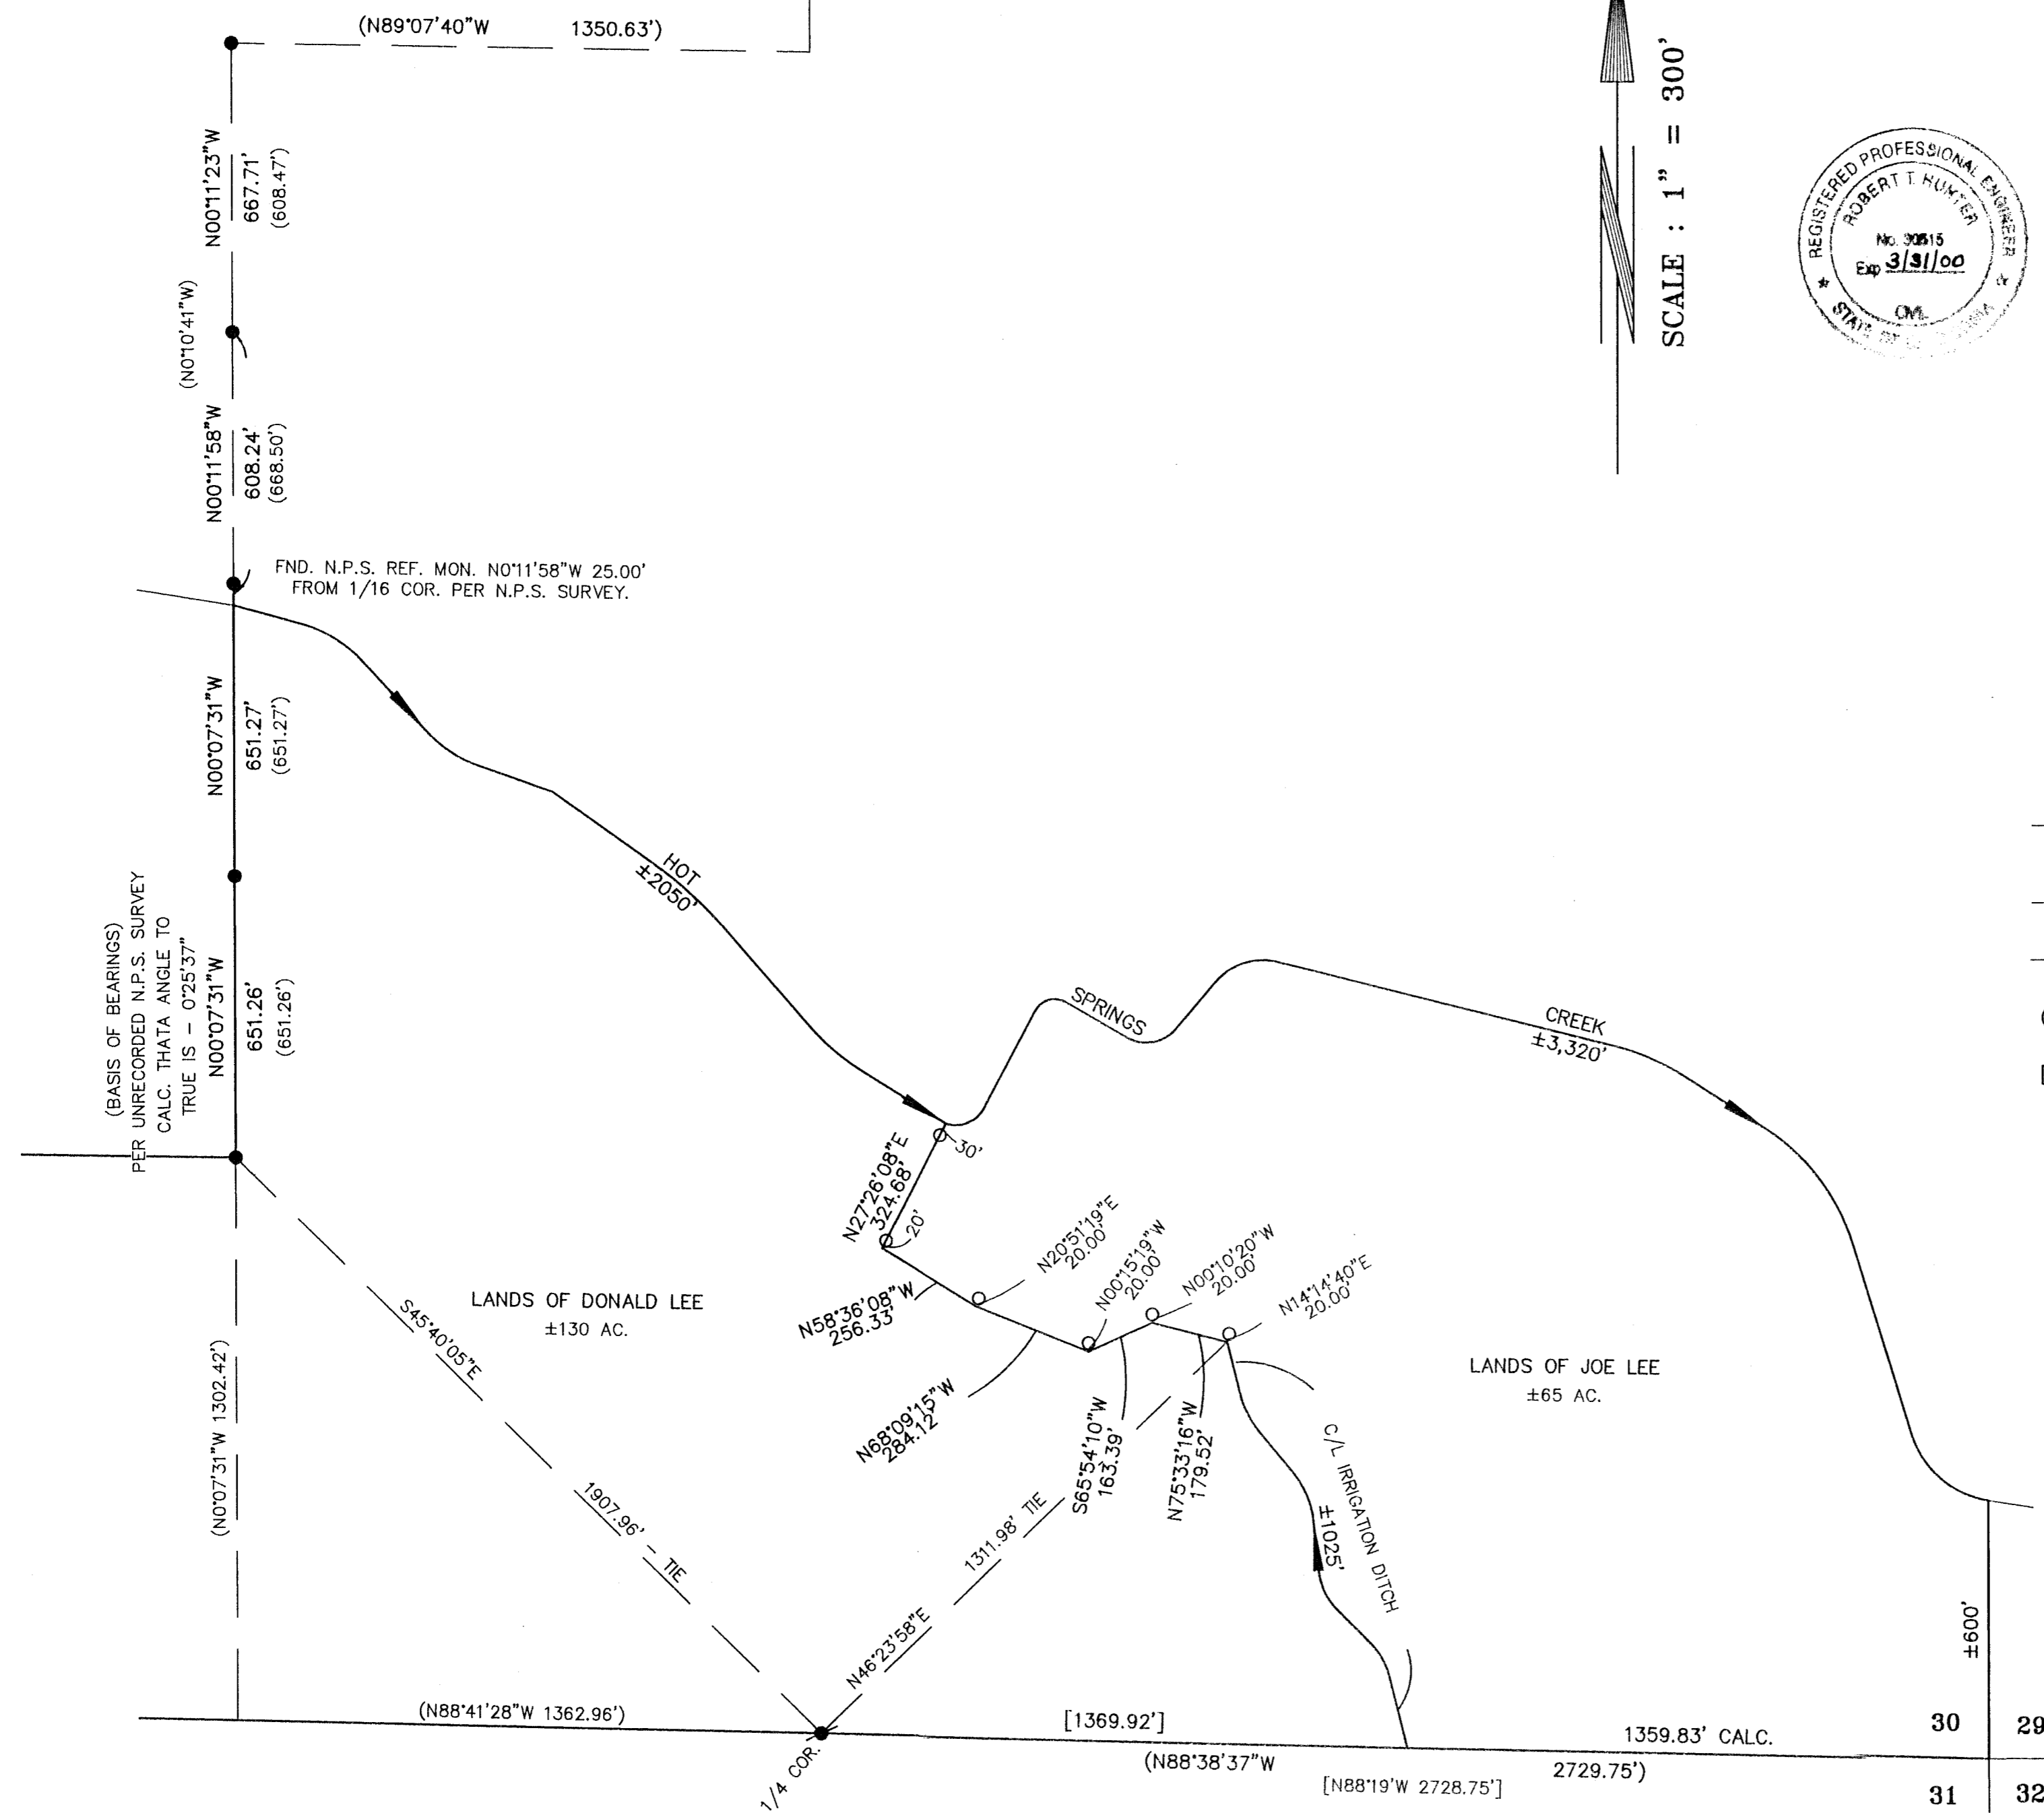 (N89°07'40"W 1350.63')
N00°11'23"W
667.71'
(608.47')
(N0°10'41"W)
N00°11'58"W
608.24'
(668.50')
SCALE : 1" = 300'
REGISTERED PROFESSIONAL ENGINEER
ROBERT T. HUNTER
No.
Exp 3/31/00
CIVIL
FND. N.P.S. REF. MON. N0°11'58"W 25.00'
FROM 1/16 COR. PER N.P.S. SURVEY.
N00°07'31"W
651.27'
(651.27')
(BASIS OF BEARINGS)
PER UNRECORDED N.P.S. SURVEY
CALC. THATA ANGLE TO
TRUE IS - 0°25'37"
N00°07'31"W
651.26'
(651.26')
HOT
±2050'
SPRINGS
CREEK
±3,320'
30'
N27°26'08"E
324.68'
20'
N20°51'19"E
20.00'
N00°15'19"W
20.00'
N00°10'20"W
20.00'
N14°14'40"E
20.00'
LANDS OF DONALD LEE
±130 AC.
N58°36'08"W
256.33'
N68°09'15"W
284.12'
S65°54'10"W
163.39'
N75°33'16"W
179.52'
LANDS OF JOE LEE
±65 AC.
C/L IRRIGATION DITCH
±1025'
S45°40'05"E
1907.96' - TIE
(N0°07'31"W 1302.42')
N46°23'58"E
1311.98' TIE
±600'
(N88°41'28"W 1362.96')
1/4 COR.
[1369.92']
1359.83' CALC.
(N88°38'37"W 2729.75')
[N88°19'W 2728.75']
30
29
31
32